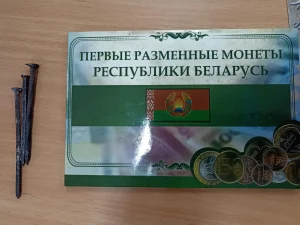 ПЕРВЫЕ РАЗМЕННЫЕ МОНЕТЫ
РЕСПУБЛИКИ БЕЛАРУСЬ